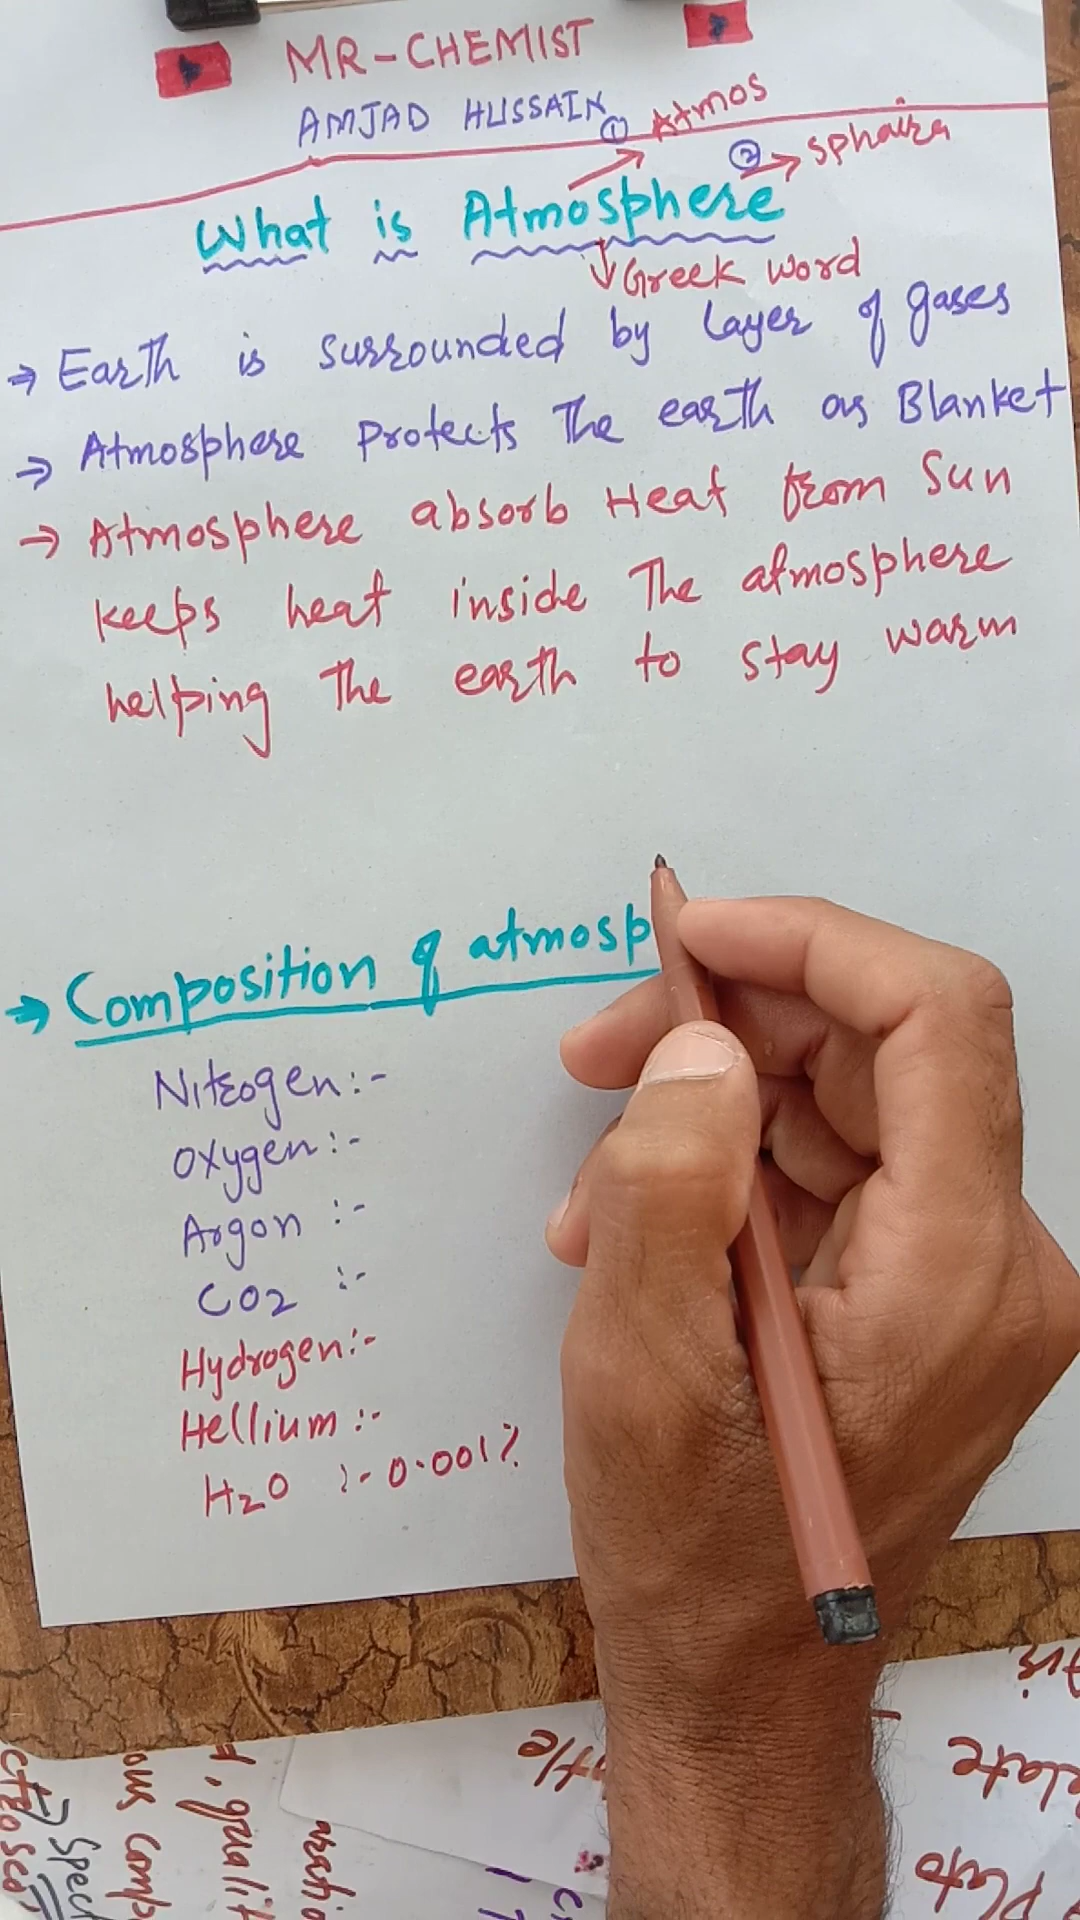 MR-CHEMIST
AMJAD HUSSAIN
① Atmos
② sphaira
What is Atmosphere
Greek word
→ Earth is surrounded by Layer of gases
→ Atmosphere Protects The earth as Blanket
→ Atmosphere absorb Heat from Sun
keeps heat inside The atmosphere
helping The earth to stay warm
→ Composition of atmosp
Nitrogen:-
Oxygen:-
Argon :-
CO2 :-
Hydrogen:-
Hellium:-
H2O :- 0.001%